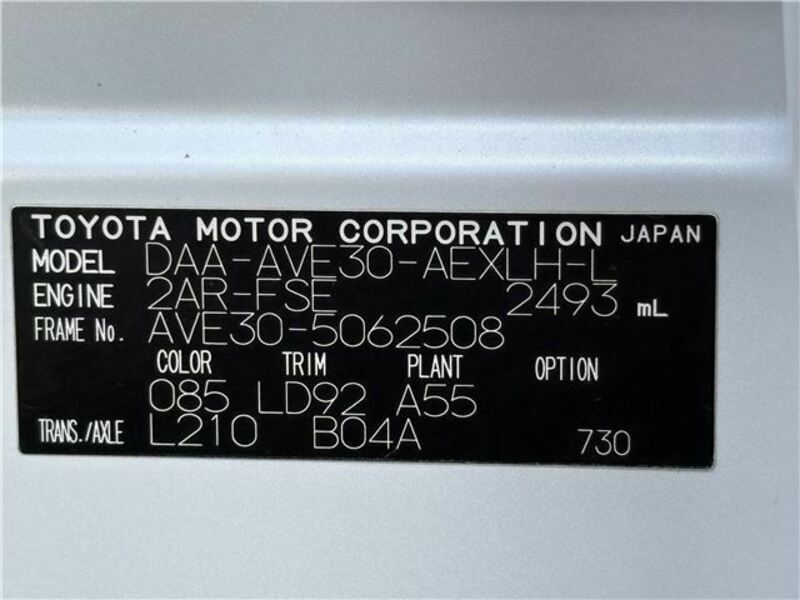 TOYOTA MOTOR CORPORATION JAPAN
MODEL DAA-AVE30-AEXLH-L
ENGINE 2AR-FSE 2493 mL
FRAME No. AVE30-5062508
COLOR TRIM PLANT OPTION
085 LD92 A55
TRANS./AXLE L210 B04A 730